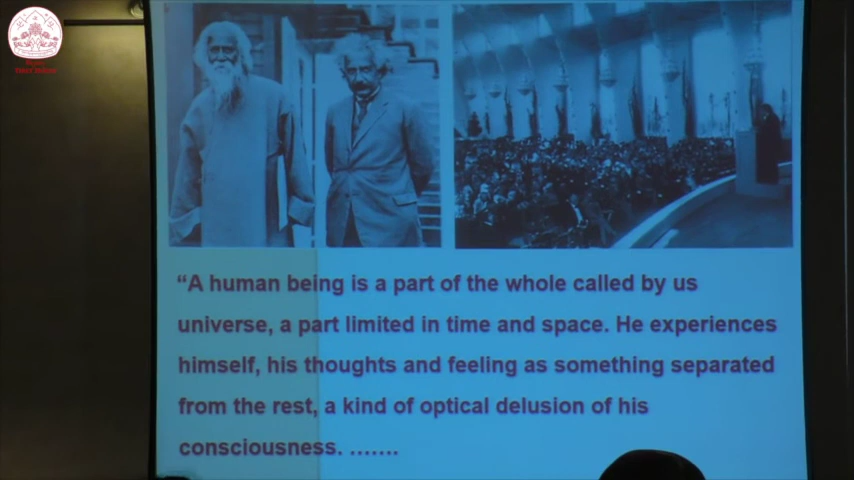 “A human being is a part of the whole called by us
universe, a part limited in time and space. He experiences
himself, his thoughts and feeling as something separated
from the rest, a kind of optical delusion of his
consciousness. …….